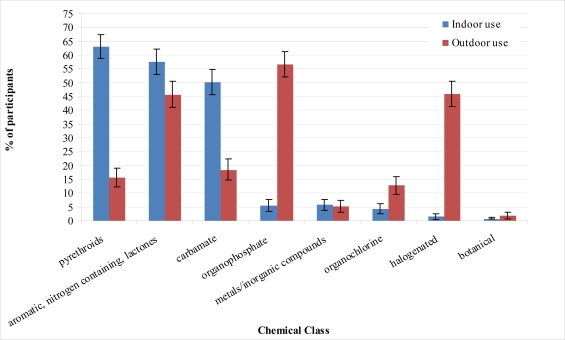 75
70
65
60
55
50
45
40
35
30
25
20
15
10
5
0
% of participants
Indoor use
Outdoor use
pyrethroids
aromatic, nitrogen containing, lactones
carbamate
organophosphate
metals/inorganic compounds
organochlorine
halogenated
botanical
Chemical Class